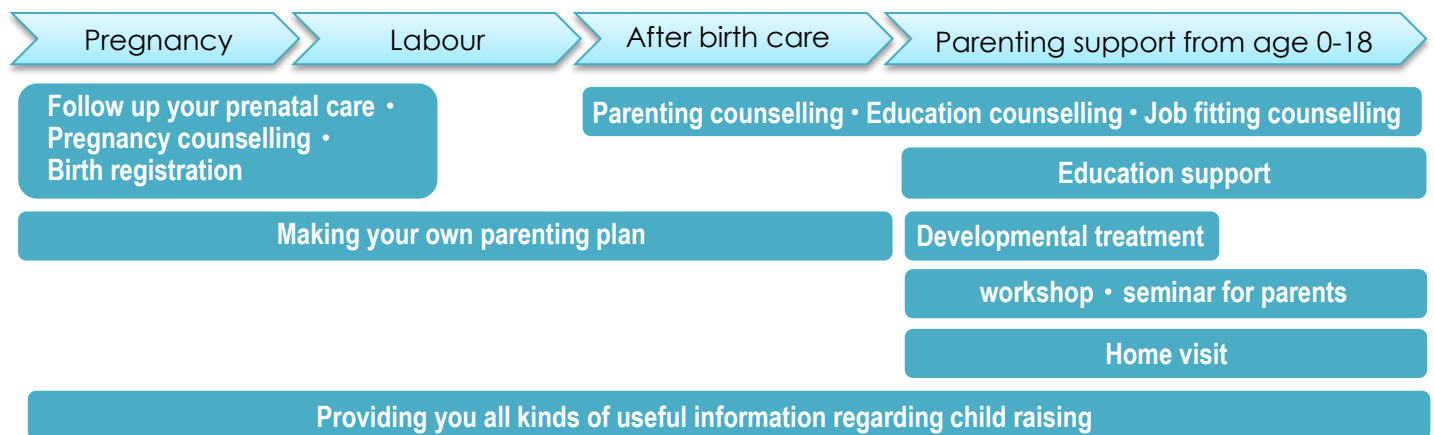 Pregnancy
Labour
After birth care
Parenting support from age 0-18
Follow up your prenatal care・
Pregnancy counselling・
Birth registration
Parenting counselling・Education counselling・Job fitting counselling
Education support
Making your own parenting plan
Developmental treatment
workshop・seminar for parents
Home visit
Providing you all kinds of useful information regarding child raising